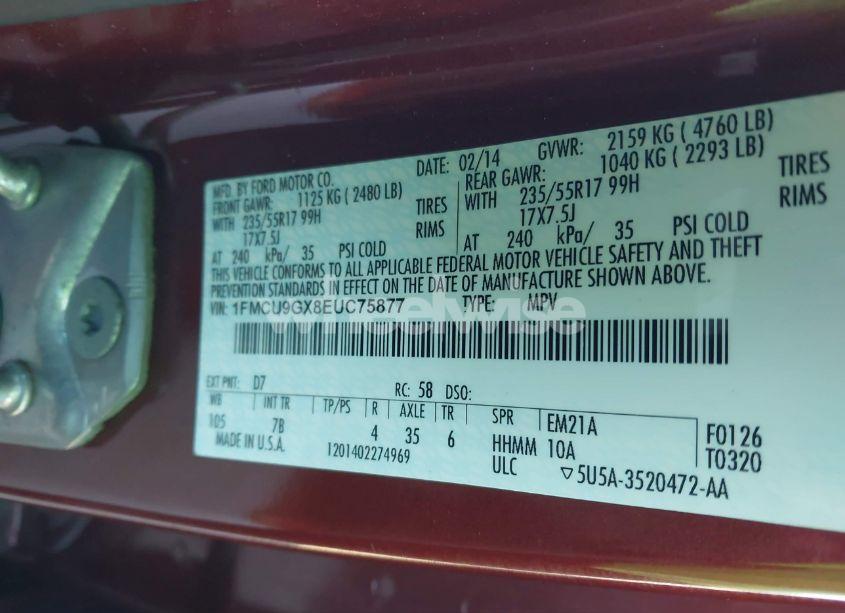 MFD. BY FORD MOTOR CO.
DATE: 02/14 GVWR: 2159 KG ( 4760 LB)
FRONT GAWR: 1125 KG ( 2480 LB) REAR GAWR: 1040 KG ( 2293 LB)
WITH 235/55R17 99H TIRES WITH 235/55R17 99H TIRES
17X7.5J RIMS 17X7.5J RIMS
AT 240 kPa/ 35 PSI COLD AT 240 kPa/ 35 PSI COLD
THIS VEHICLE CONFORMS TO ALL APPLICABLE FEDERAL MOTOR VEHICLE SAFETY AND THEFT
PREVENTION STANDARDS IN EFFECT ON THE DATE OF MANUFACTURE SHOWN ABOVE.
VIN: 1FMCU9GX8EUC75877 TYPE: MPV
wheelwise
EXT PNT: D7 RC: 58 DSO:
WB INT TR TP/PS R AXLE TR SPR EM21A F0126
105 7B 4 35 6 HHMM 10A T0320
MADE IN U.S.A. 1201402274969 ULC ▽5U5A-3520472-AA